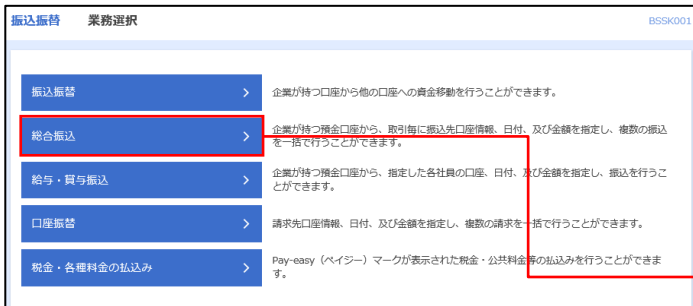 振込振替 業務選択 BSSK001
振込振替 企業が持つ口座から他の口座への資金移動を行うことができます。
総合振込 企業が持つ預金口座から、取引毎に振込先口座情報、日付、及び金額を指定し、複数の振込
を一括で行うことができます。
給与・賞与振込 企業が持つ預金口座から、指定した各社員の口座、日付、及び金額を指定し、振込を行うこ
とができます。
口座振替 請求先口座情報、日付、及び金額を指定し、複数の請求を一括で行うことができます。
税金・各種料金の払込み Pay-easy（ペイジー）マークが表示された税金・公共料金等の払込みを行うことができま
す。